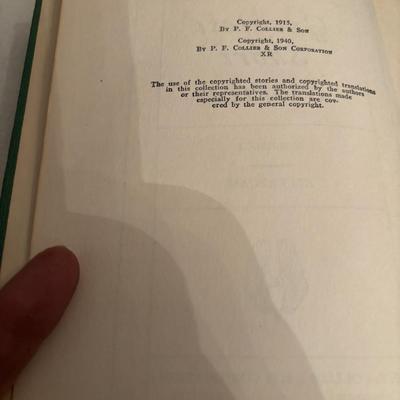 Copyright, 1915,
By P. F. Collier & Son
Copyright, 1940,
By P. F. Collier & Son Corporation
XR
The use of the copyrighted stories and copyrighted translations
in this collection has been authorized by the authors
or their representatives. The translations made
especially for this collection are cov-
ered by the general copyright.